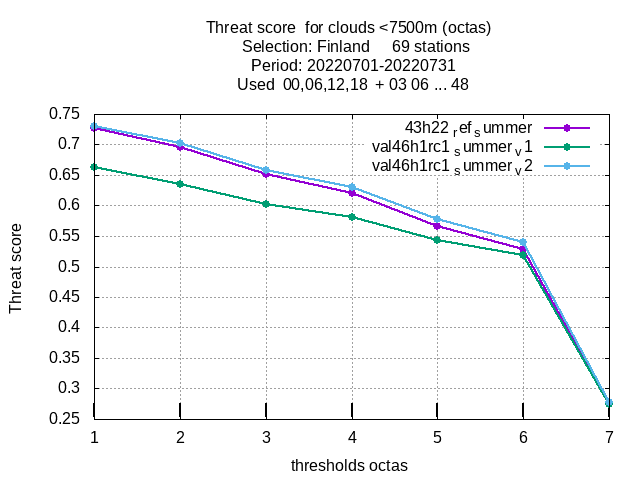 Threat score  for clouds <7500m (octas)
Selection: Finland     69 stations
Period: 20220701-20220731
Used  00,06,12,18  + 03 06 ... 48
0.75
0.7
0.65
0.6
0.55
0.5
0.45
0.4
0.35
0.3
0.25
Threat score
43h22 ref summer
val46h1rc1 summer v1
val46h1rc1 summer v2
1 2 3 4 5 6 7
thresholds octas